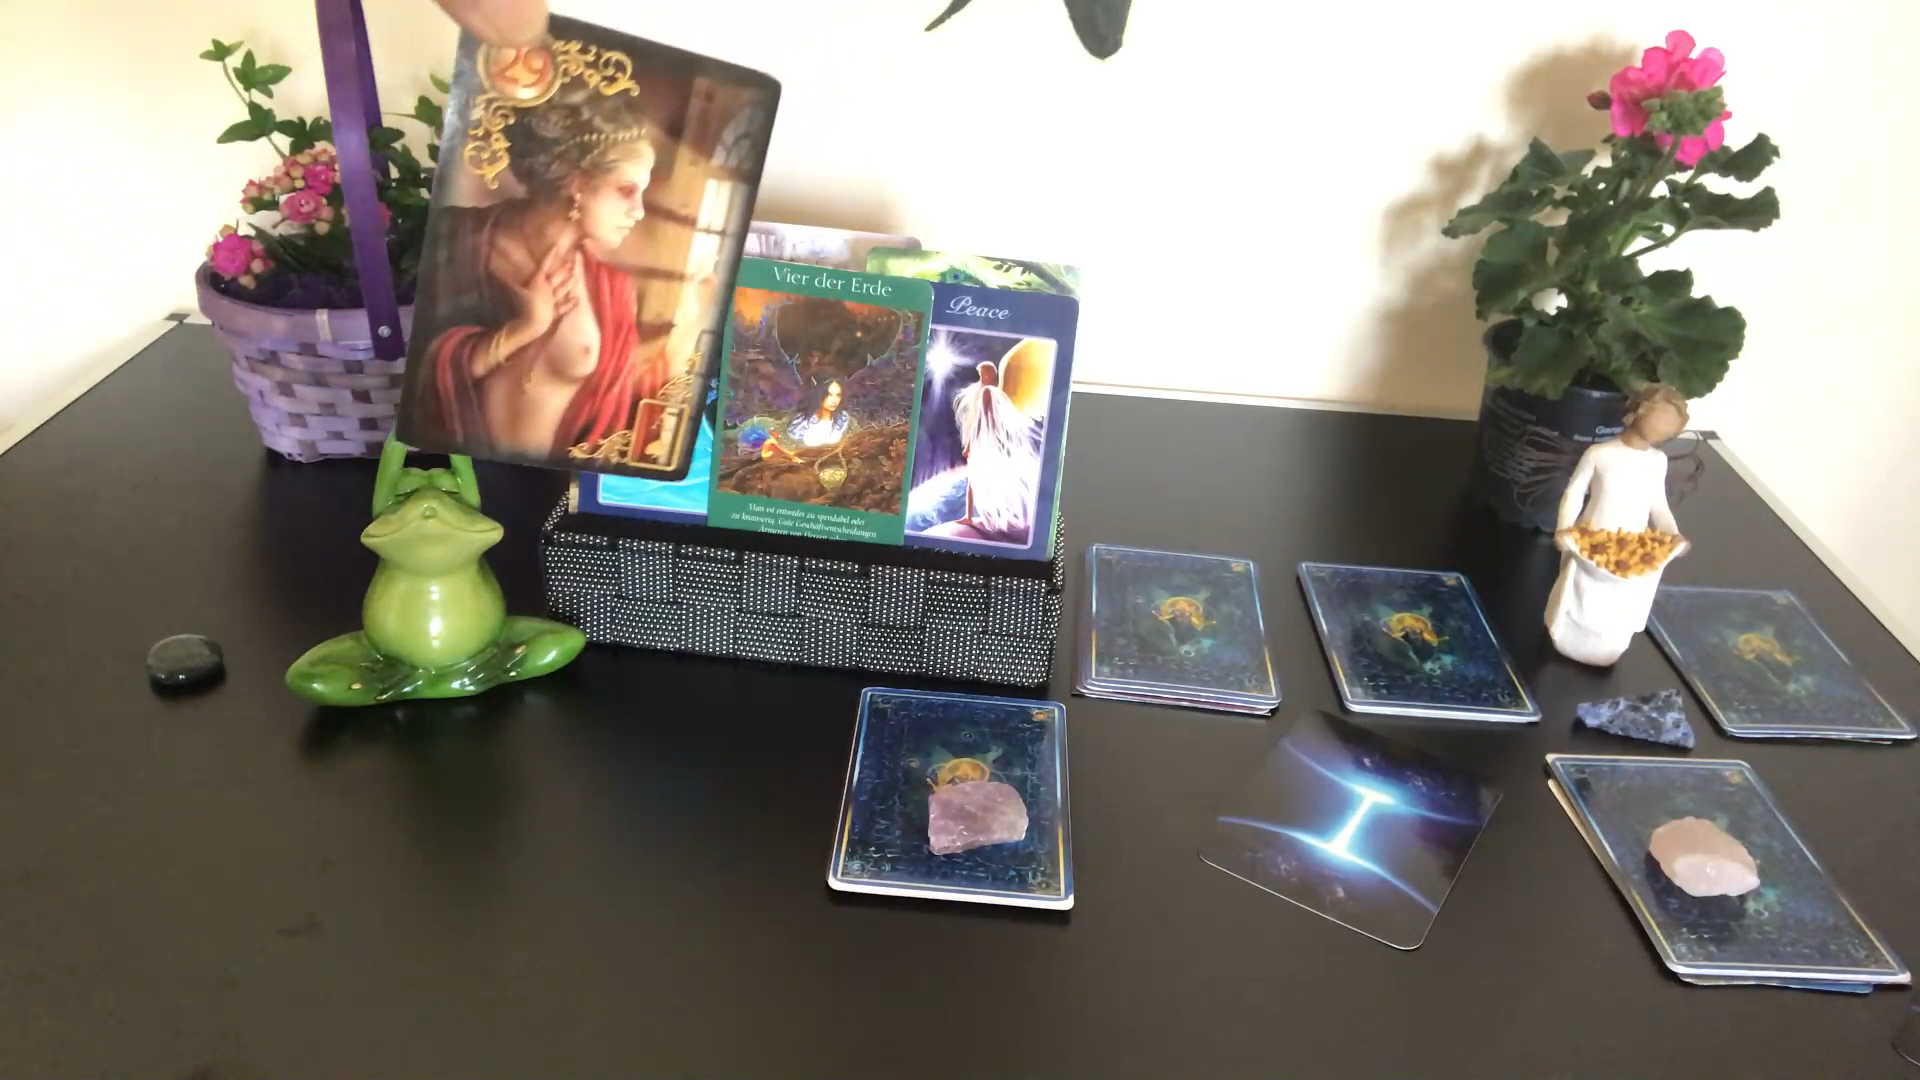 29
Vier der Erde
Man ist entweder zu spendabel oder
zu knauserig. Gute Geschäftsentscheidungen
Peace